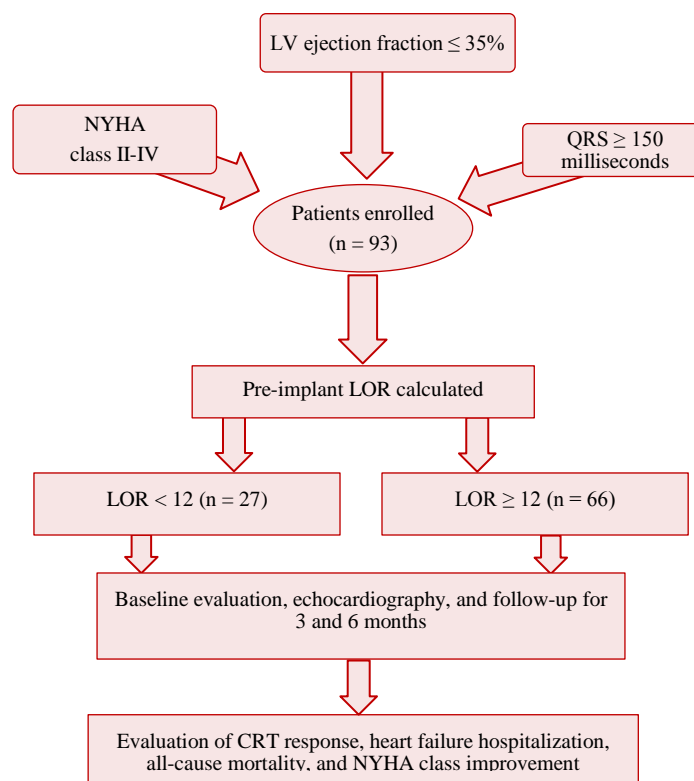 LV ejection fraction ≤ 35%
NYHA
class II-IV
QRS ≥ 150
milliseconds
Patients enrolled
(n = 93)
Pre-implant LOR calculated
LOR < 12 (n = 27)
LOR ≥ 12 (n = 66)
Baseline evaluation, echocardiography, and follow-up for
3 and 6 months
Evaluation of CRT response, heart failure hospitalization,
all-cause mortality, and NYHA class improvement